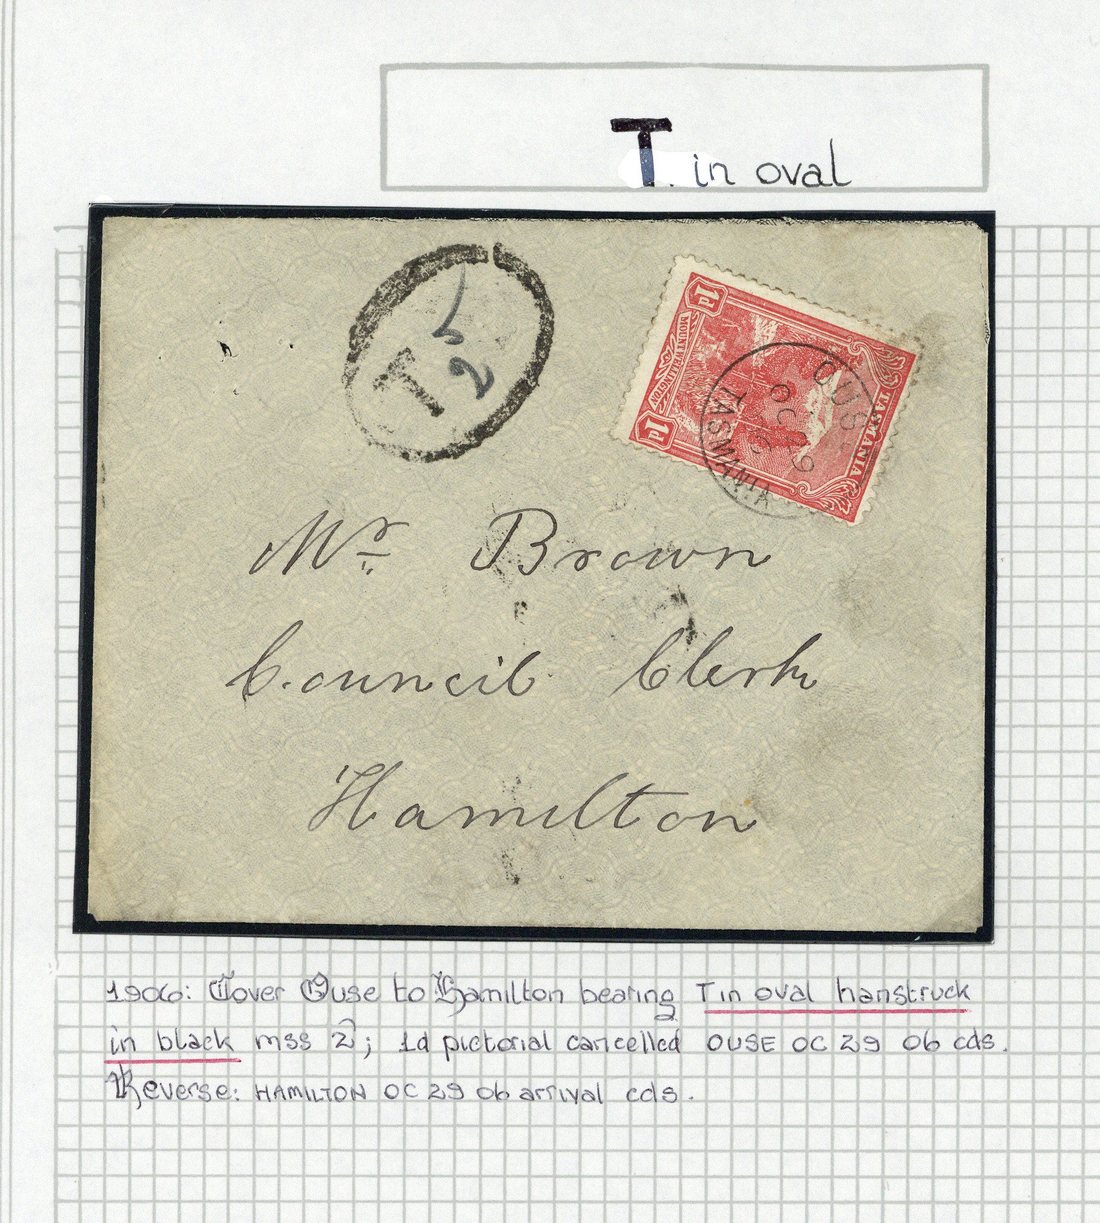 T in oval
T 2
1d
MOUNT WELLINGTON
1d
TASMANIA
OUSE
OC 29
06
TASMANIA
Mr Brown
Council Clerk
Hamilton
1906: Cover Ouse to Hamilton bearing T in oval hanstruck
in black mss 2; 1d pictorial cancelled OUSE OC 29 06 cds.
Reverse: HAMILTON OC 29 06 arrival cds.